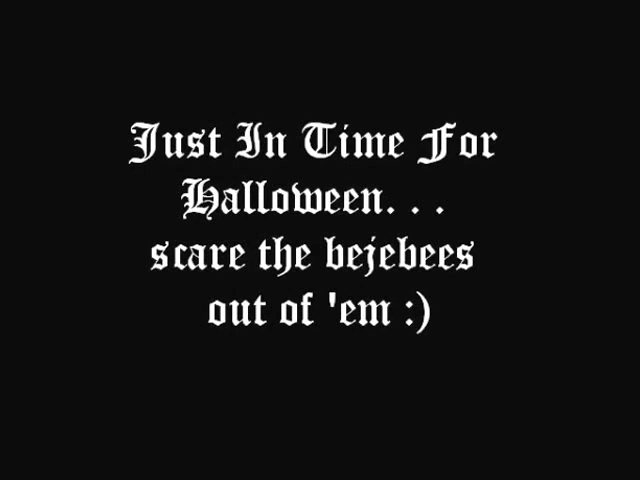 Just In Time For
Halloween. . .
scare the bejebees
out of 'em :)